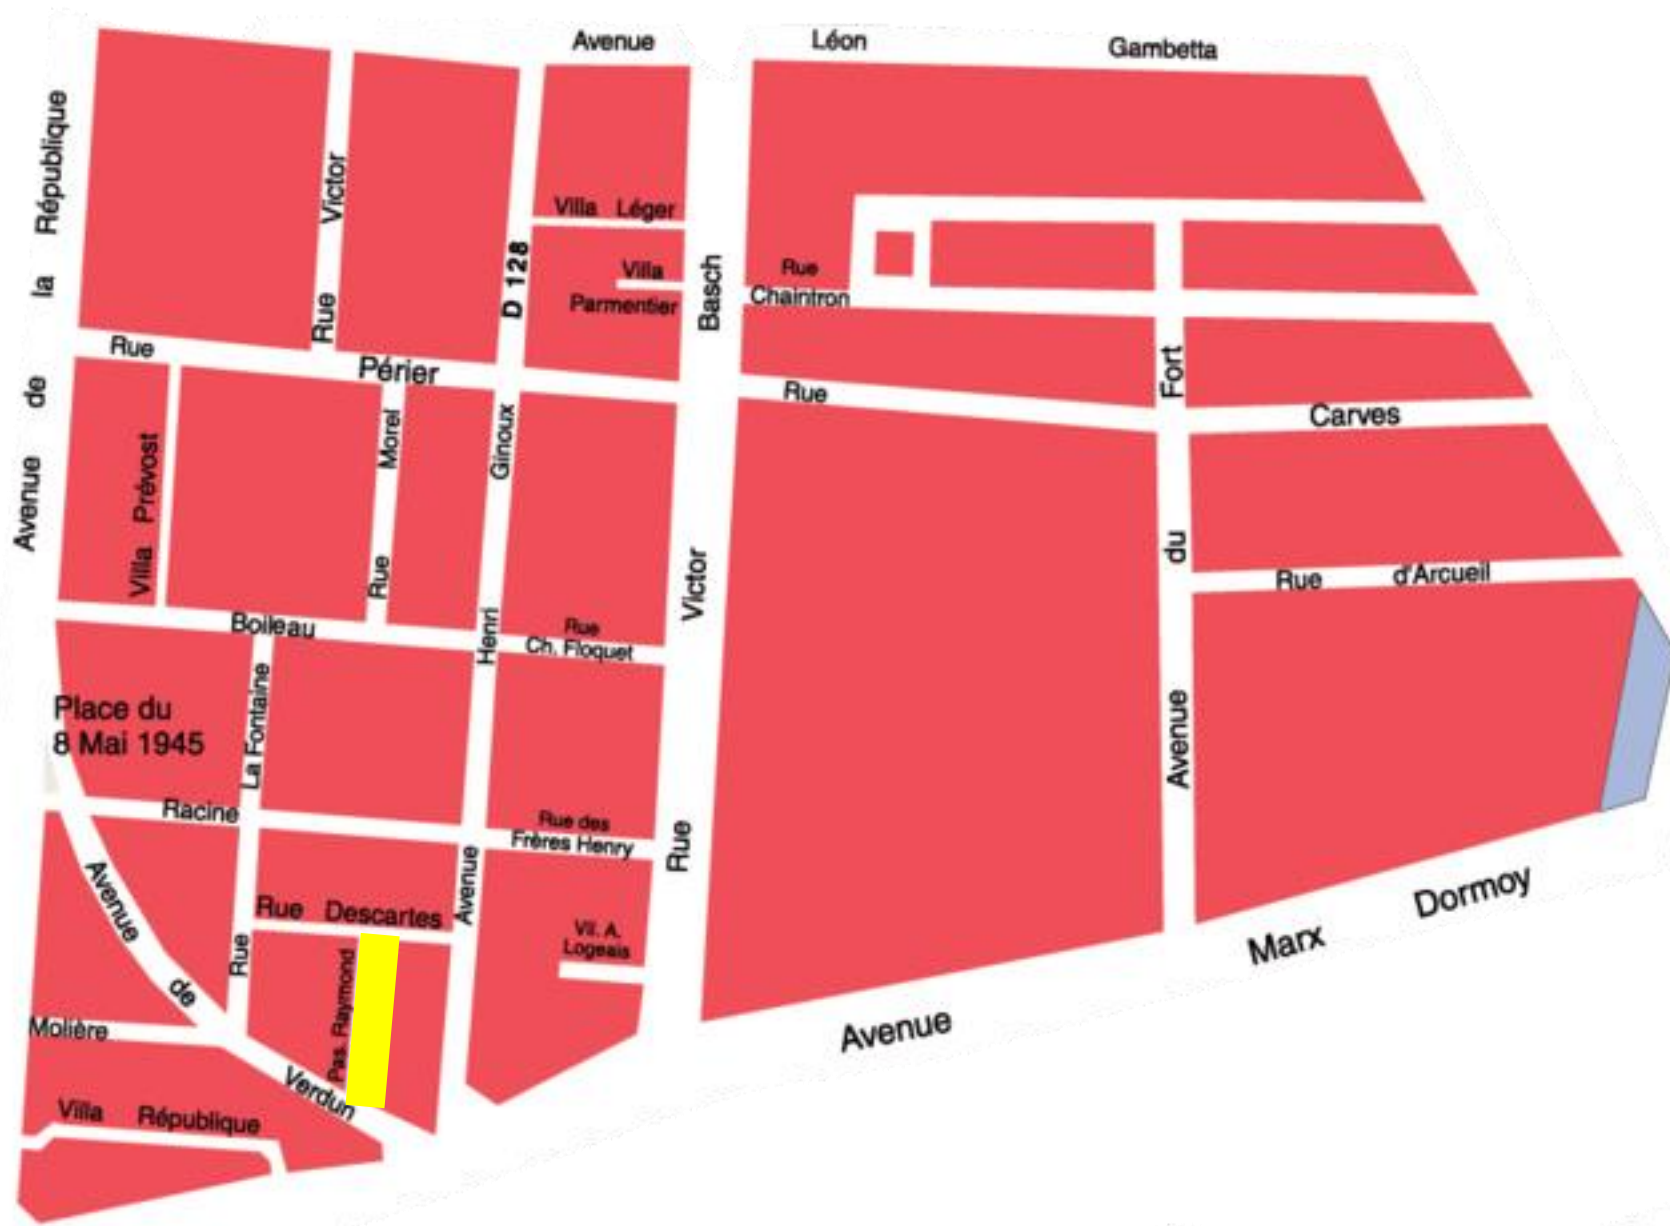 Avenue Léon Gambetta
Avenue de la République
Rue Victor
D 128
Villa Léger
Villa
Parmentier
Rue
Chaintron
Rue Périer
Rue Carves
Villa Prévost
Rue Morel
Avenue Henri Ginoux
Rue Victor Basch
Avenue du Fort
Rue d'Arcueil
Boileau
Rue
Ch. Floquet
Place du
8 Mai 1945
Rue La Fontaine
Racine
Rue des
Frères Henry
Avenue de Verdun
Rue Descartes
Pas. Raymond
Vil. A.
Logeais
Molière
Villa République
Avenue Marx Dormoy